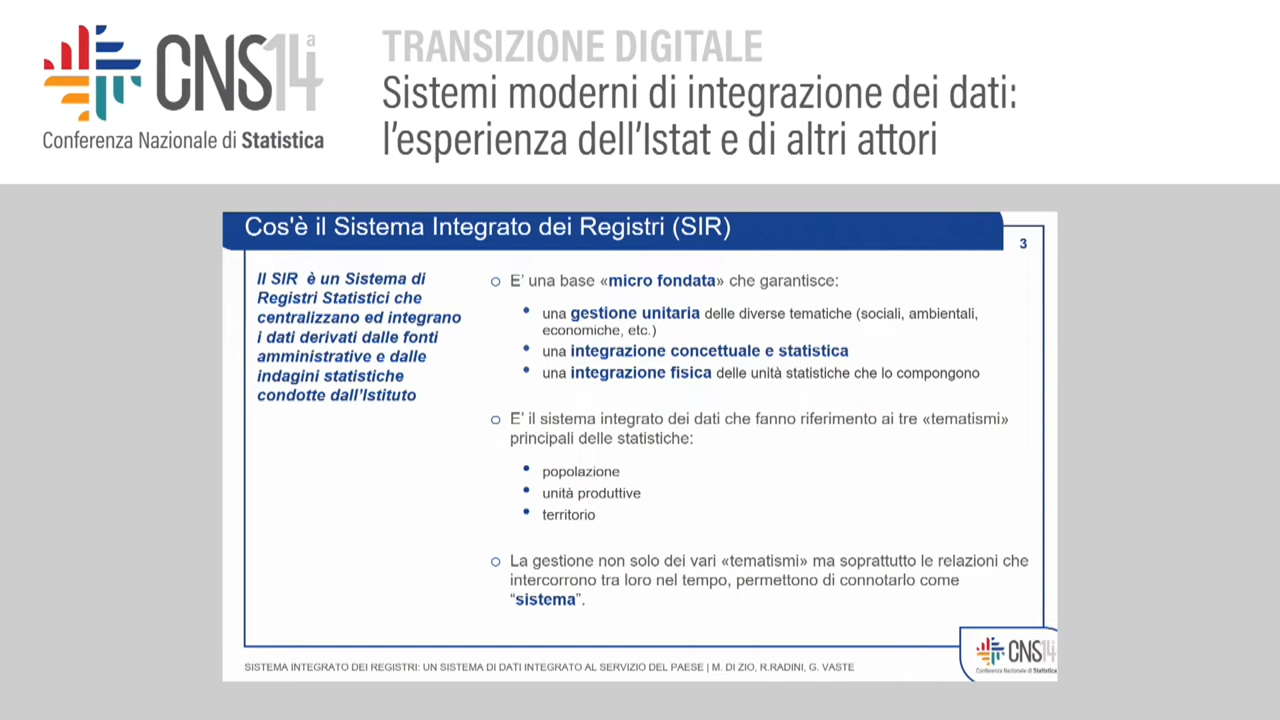 CNS14ª
Conferenza Nazionale di Statistica
TRANSIZIONE DIGITALE
Sistemi moderni di integrazione dei dati:
l'esperienza dell'Istat e di altri attori
Cos'è il Sistema Integrato dei Registri (SIR)
3
Il SIR è un Sistema di
Registri Statistici che
centralizzano ed integrano
i dati derivati dalle fonti
amministrative e dalle
indagini statistiche
condotte dall'Istituto
E' una base «micro fondata» che garantisce:
una gestione unitaria delle diverse tematiche (sociali, ambientali,
economiche, etc.)
una integrazione concettuale e statistica
una integrazione fisica delle unità statistiche che lo compongono
E' il sistema integrato dei dati che fanno riferimento ai tre «tematismi»
principali delle statistiche:
popolazione
unità produttive
territorio
La gestione non solo dei vari «tematismi» ma soprattutto le relazioni che
intercorrono tra loro nel tempo, permettono di connotarlo come
“sistema”.
SISTEMA INTEGRATO DEI REGISTRI: UN SISTEMA DI DATI INTEGRATO AL SERVIZIO DEL PAESE | M. DI ZIO, R.RADINI, G. VASTE
CNS14
Conferenza Nazionale di Statistica